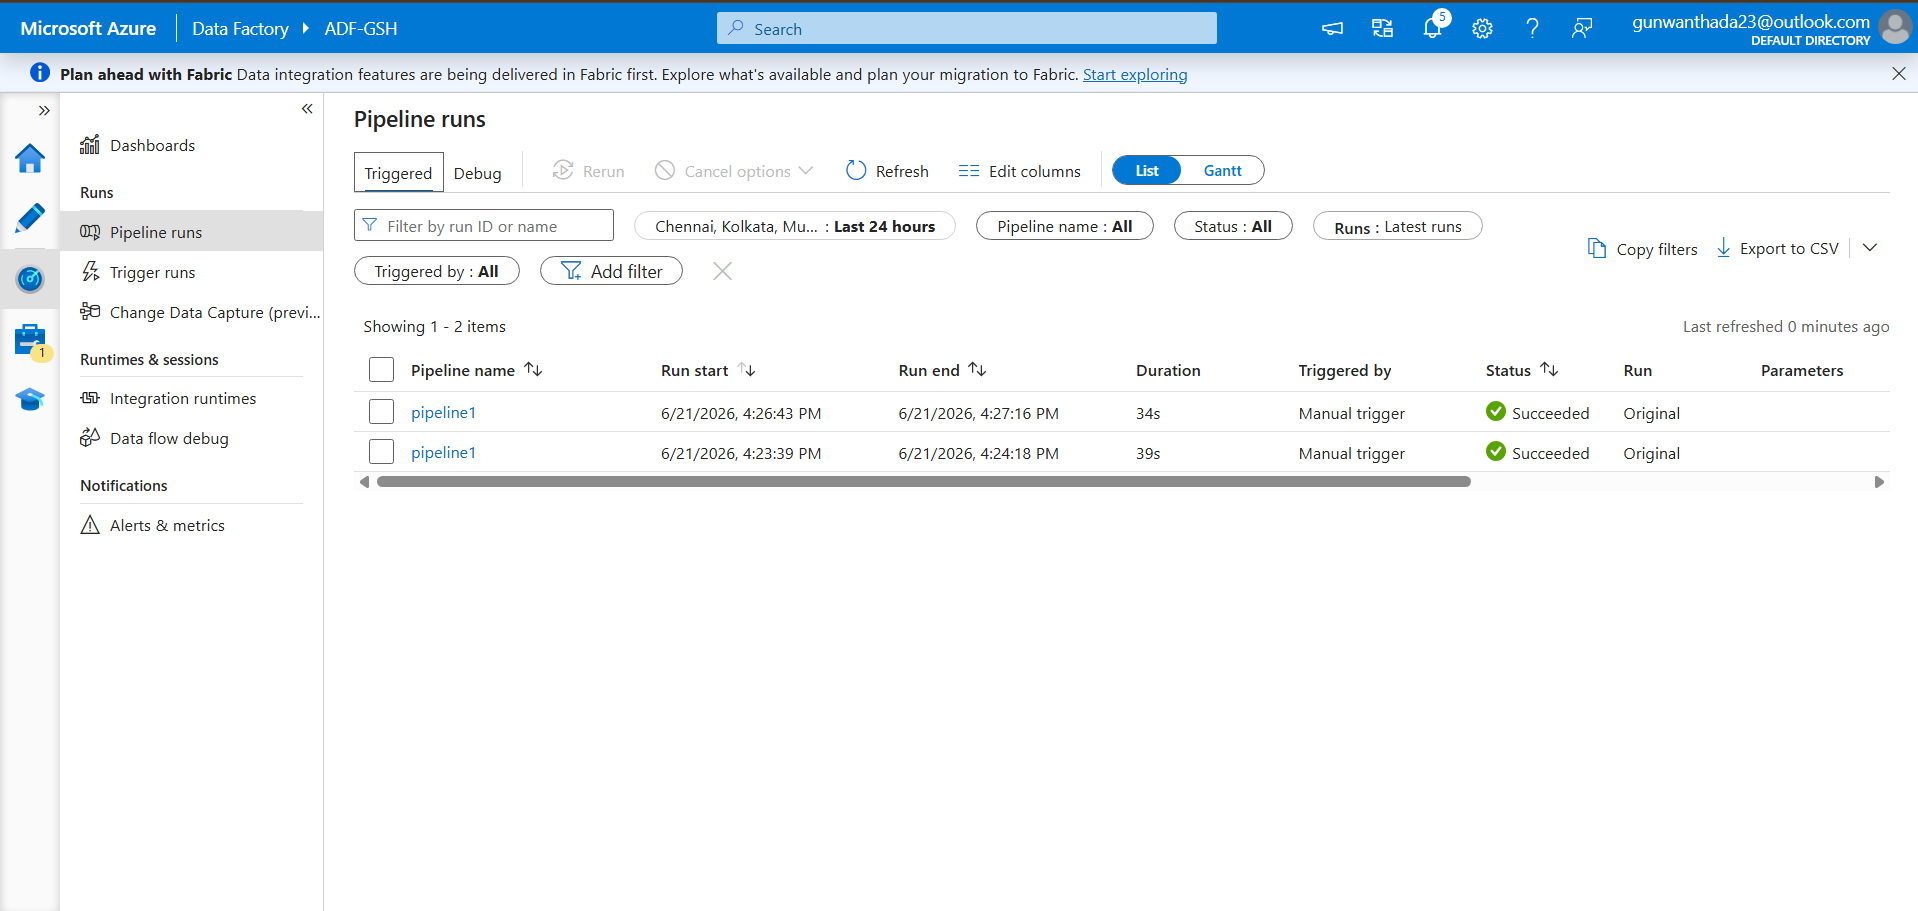 Microsoft Azure
Data Factory
ADF-GSH
Search
5
gunwanthada23@outlook.com
DEFAULT DIRECTORY
Plan ahead with Fabric Data integration features are being delivered in Fabric first. Explore what's available and plan your migration to Fabric. Start exploring
1
Dashboards
Runs
Pipeline runs
Trigger runs
Change Data Capture (previ...
Runtimes & sessions
Integration runtimes
Data flow debug
Notifications
Alerts & metrics
Pipeline runs
Triggered
Debug
Rerun
Cancel options
Refresh
Edit columns
List
Gantt
Filter by run ID or name
Chennai, Kolkata, Mu... : Last 24 hours
Pipeline name : All
Status : All
Runs : Latest runs
Triggered by : All
Add filter
Copy filters
Export to CSV
Showing 1 - 2 items
Last refreshed 0 minutes ago
Pipeline name Run start Run end Duration Triggered by Status Run Parameters
pipeline1 6/21/2026, 4:26:43 PM 6/21/2026, 4:27:16 PM 34s Manual trigger Succeeded Original
pipeline1 6/21/2026, 4:23:39 PM 6/21/2026, 4:24:18 PM 39s Manual trigger Succeeded Original